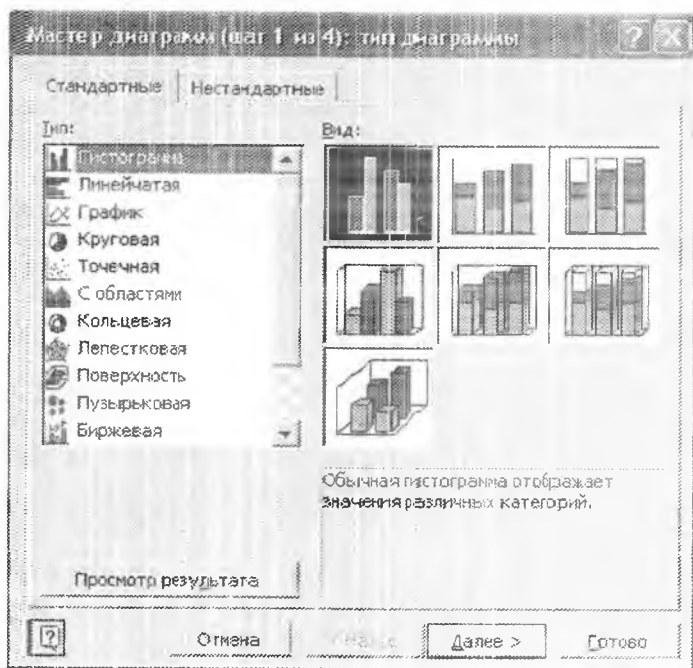 Мастер диаграмм (шаг 1 из 4): тип диаграммы
Стандартные Нестандартные
Тип:
Гистограмма
Линейчатая
График
Круговая
Точечная
С областями
Кольцевая
Лепестковая
Поверхность
Пузырьковая
Биржевая
Вид:
Обычная гистограмма отображает
значения различных категорий.
Просмотр результата
Отмена Далее > Готово